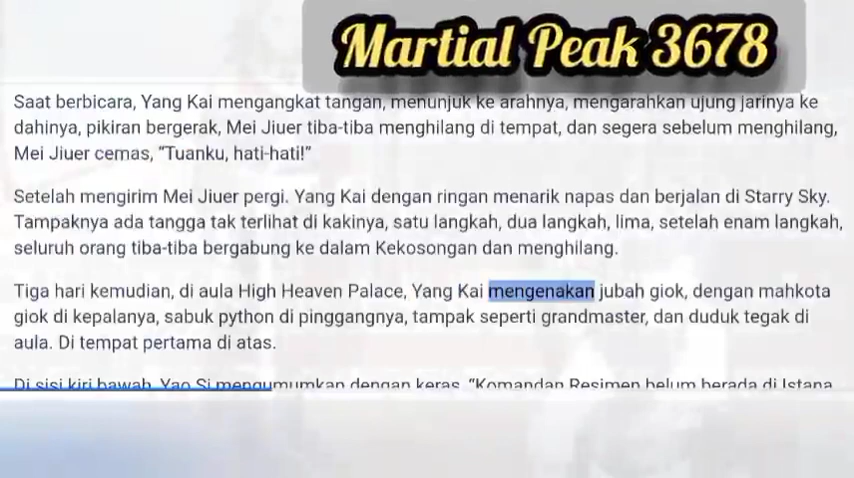 Martial Peak 3678
Saat berbicara, Yang Kai mengangkat tangan, menunjuk ke arahnya, mengarahkan ujung jarinya ke
dahinya, pikiran bergerak, Mei Jiuer tiba-tiba menghilang di tempat, dan segera sebelum menghilang,
Mei Jiuer cemas, “Tuanku, hati-hati!”
Setelah mengirim Mei Jiuer pergi. Yang Kai dengan ringan menarik napas dan berjalan di Starry Sky.
Tampaknya ada tangga tak terlihat di kakinya, satu langkah, dua langkah, lima, setelah enam langkah,
seluruh orang tiba-tiba bergabung ke dalam Kekosongan dan menghilang.
Tiga hari kemudian, di aula High Heaven Palace, Yang Kai mengenakan jubah giok, dengan mahkota
giok di kepalanya, sabuk python di pinggangnya, tampak seperti grandmaster, dan duduk tegak di
aula. Di tempat pertama di atas.
Di sisi kiri bawah, Yao Si mengumumkan dengan keras, “Komandan Resimen belum berada di Istana